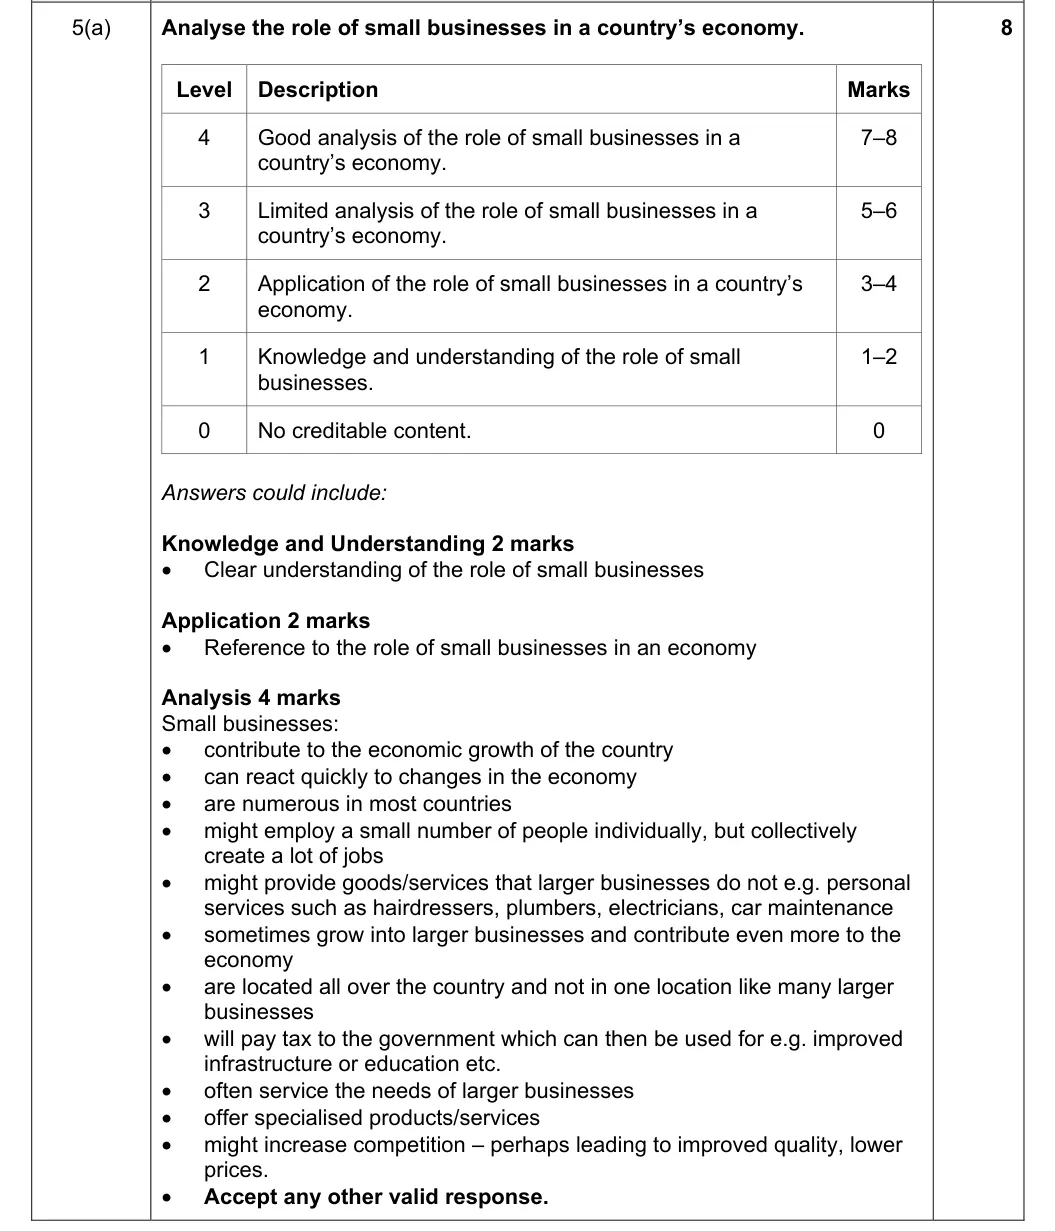 5(a) Analyse the role of small businesses in a country’s economy. 8
Level Description Marks
4 Good analysis of the role of small businesses in a 7–8
country’s economy.
3 Limited analysis of the role of small businesses in a 5–6
country’s economy.
2 Application of the role of small businesses in a country’s 3–4
economy.
1 Knowledge and understanding of the role of small 1–2
businesses.
0 No creditable content. 0
Answers could include:
Knowledge and Understanding 2 marks
• Clear understanding of the role of small businesses
Application 2 marks
• Reference to the role of small businesses in an economy
Analysis 4 marks
Small businesses:
• contribute to the economic growth of the country
• can react quickly to changes in the economy
• are numerous in most countries
• might employ a small number of people individually, but collectively
create a lot of jobs
• might provide goods/services that larger businesses do not e.g. personal
services such as hairdressers, plumbers, electricians, car maintenance
• sometimes grow into larger businesses and contribute even more to the
economy
• are located all over the country and not in one location like many larger
businesses
• will pay tax to the government which can then be used for e.g. improved
infrastructure or education etc.
• often service the needs of larger businesses
• offer specialised products/services
• might increase competition – perhaps leading to improved quality, lower
prices.
• Accept any other valid response.